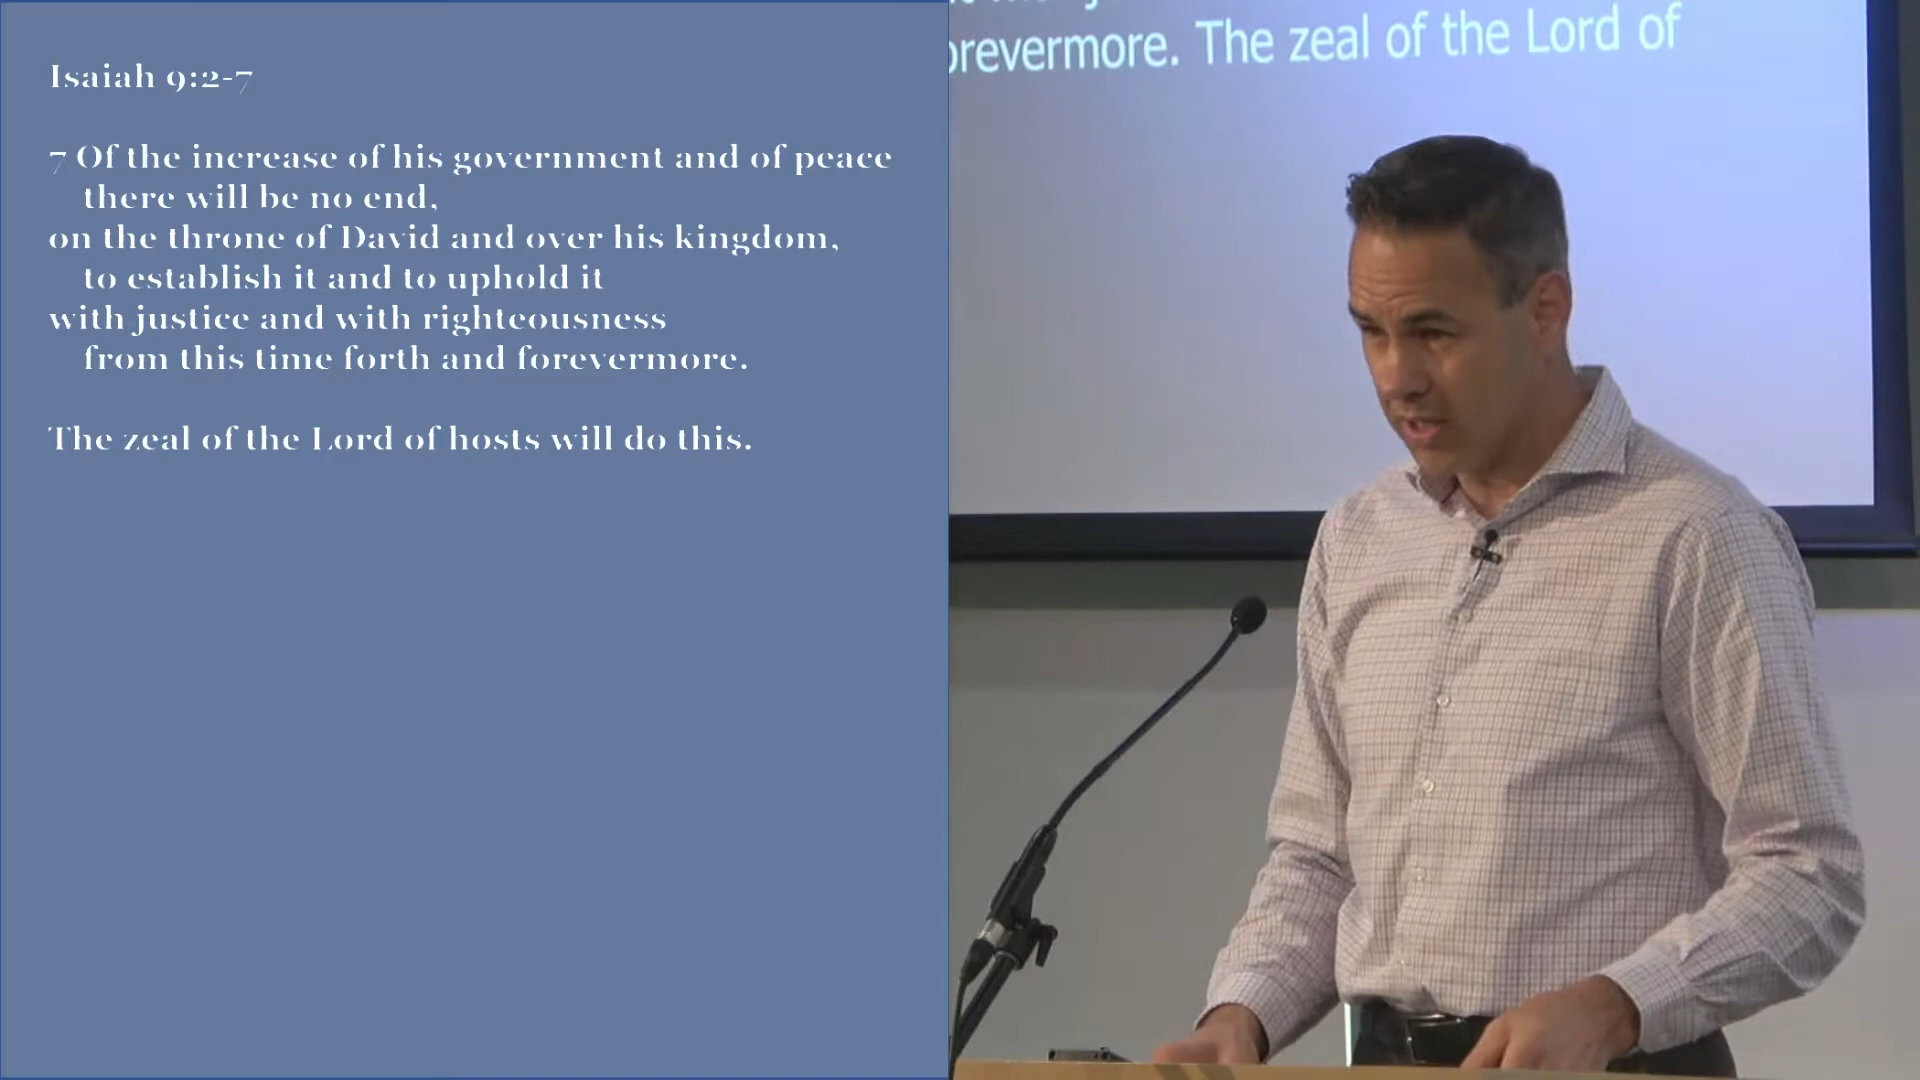 Isaiah 9:2-7
7 Of the increase of his government and of peace
there will be no end,
on the throne of David and over his kingdom,
to establish it and to uphold it
with justice and with righteousness
from this time forth and forevermore.
The zeal of the Lord of hosts will do this.
orevermore. The zeal of the Lord of